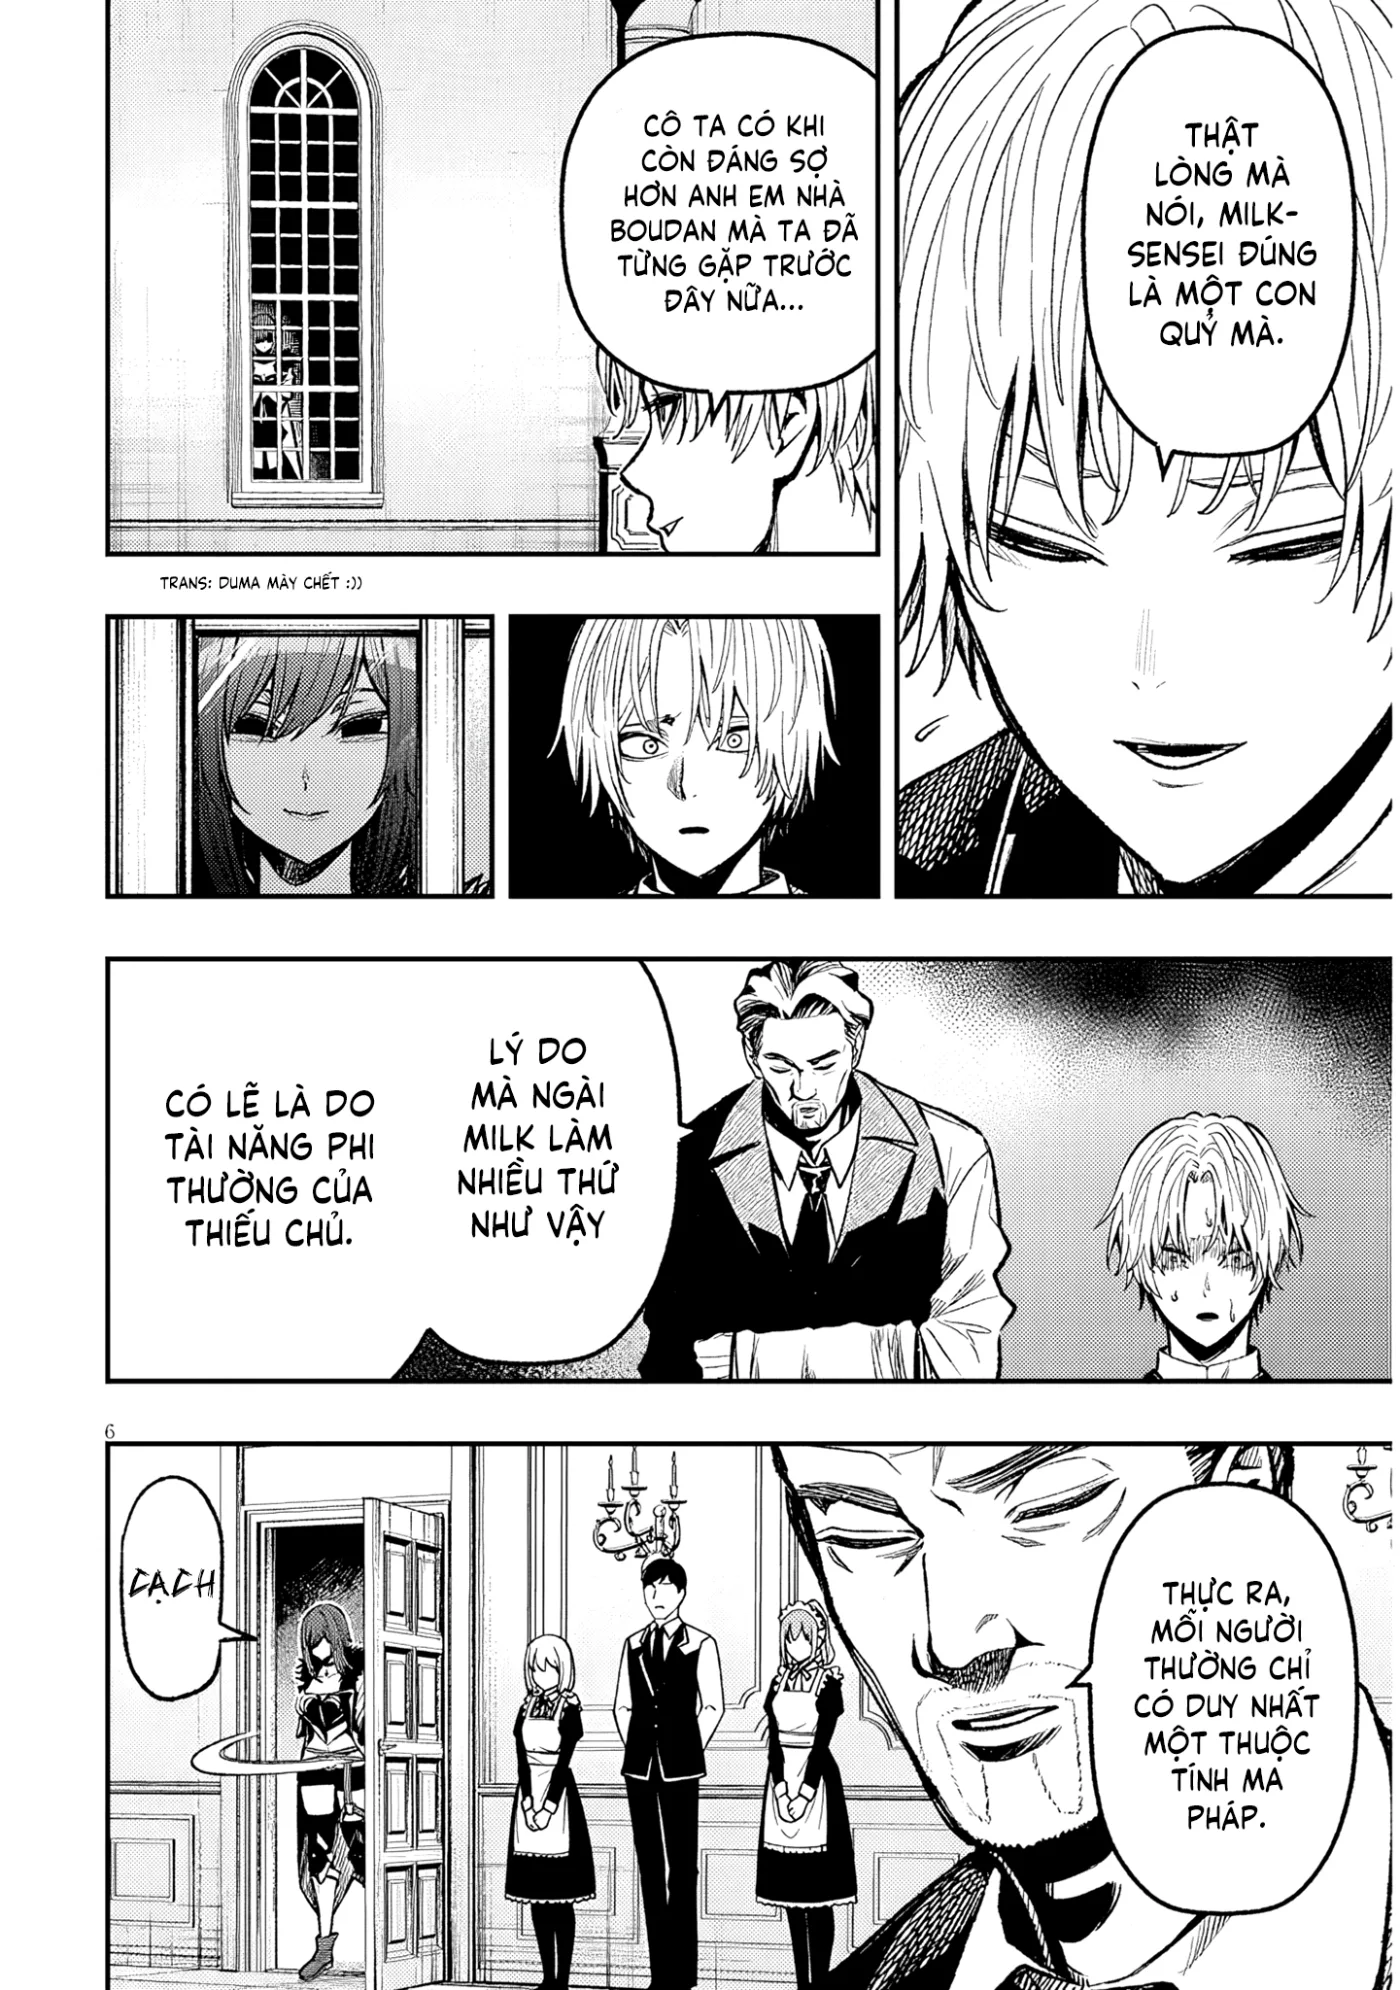 THẬT
LÒNG MÀ
NÓI, MILK-
SENSEI ĐÚNG
LÀ MỘT CON
QUỶ MÀ.
CÔ TA CÓ KHI
CÒN ĐÁNG SỢ
HƠN ANH EM NHÀ
BOUDAN MÀ TA ĐÃ
TỪNG GẶP TRƯỚC
ĐÂY NỮA...
TRANS: DUMA MÀY CHẾT :))
LÝ DO
MÀ NGÀI
MILK LÀM
NHIỀU THỨ
NHƯ VẬY
CÓ LẼ LÀ DO
TÀI NĂNG PHI
THƯỜNG CỦA
THIẾU CHỦ.
6
THỰC RA,
MỖI NGƯỜI
THƯỜNG CHỈ
CÓ DUY NHẤT
MỘT THUỘC
TÍNH MA
PHÁP.
CẠCH